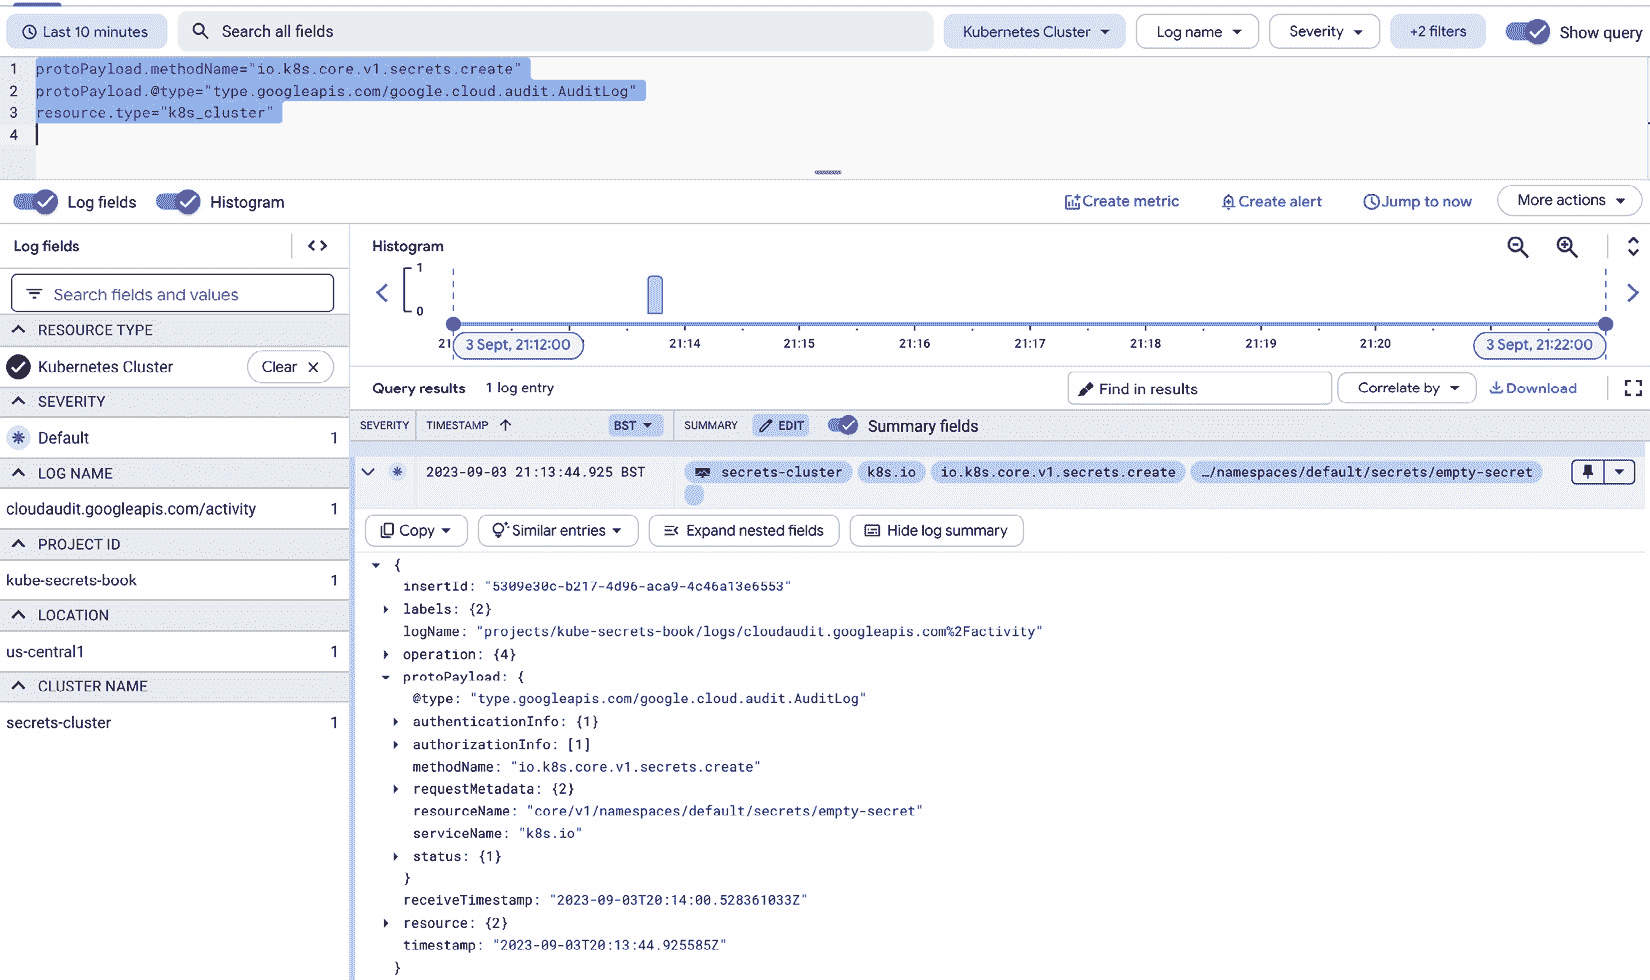 Last 10 minutes
Search all fields
Kubernetes Cluster
Log name
Severity
+2 filters
Show query
1 protoPayload.methodName="io.k8s.core.v1.secrets.create"
2 protoPayload.@type="type.googleapis.com/google.cloud.audit.AuditLog"
3 resource.type="k8s_cluster"
4
Log fields
Histogram
Create metric
Create alert
Jump to now
More actions
Log fields
Search fields and values
RESOURCE TYPE
Kubernetes Cluster
Clear
SEVERITY
Default 1
LOG NAME
cloudaudit.googleapis.com/activity 1
PROJECT ID
kube-secrets-book 1
LOCATION
us-central1 1
CLUSTER NAME
secrets-cluster 1
Histogram
1
0
21
3 Sept, 21:12:00
21:14
21:15
21:16
21:17
21:18
21:19
21:20
3 Sept, 21:22:00
Query results 1 log entry
Find in results
Correlate by
Download
SEVERITY
TIMESTAMP
BST
SUMMARY
EDIT
Summary fields
2023-09-03 21:13:44.925 BST
secrets-cluster
k8s.io
io.k8s.core.v1.secrets.create
…/namespaces/default/secrets/empty-secret
Copy
Similar entries
Expand nested fields
Hide log summary
{
insertId: "5309e30c-b217-4d96-aca9-4c46a13e6553"
labels: {2}
logName: "projects/kube-secrets-book/logs/cloudaudit.googleapis.com%2Factivity"
operation: {4}
protoPayload: {
@type: "type.googleapis.com/google.cloud.audit.AuditLog"
authenticationInfo: {1}
authorizationInfo: [1]
methodName: "io.k8s.core.v1.secrets.create"
requestMetadata: {2}
resourceName: "core/v1/namespaces/default/secrets/empty-secret"
serviceName: "k8s.io"
status: {1}
}
receiveTimestamp: "2023-09-03T20:14:00.528361033Z"
resource: {2}
timestamp: "2023-09-03T20:13:44.925585Z"
}